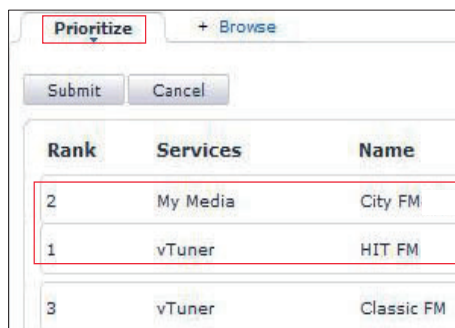 Prioritize + Browse
Submit Cancel
Rank Services Name
2 My Media City FM
1 vTuner HIT FM
3 vTuner Classic FM